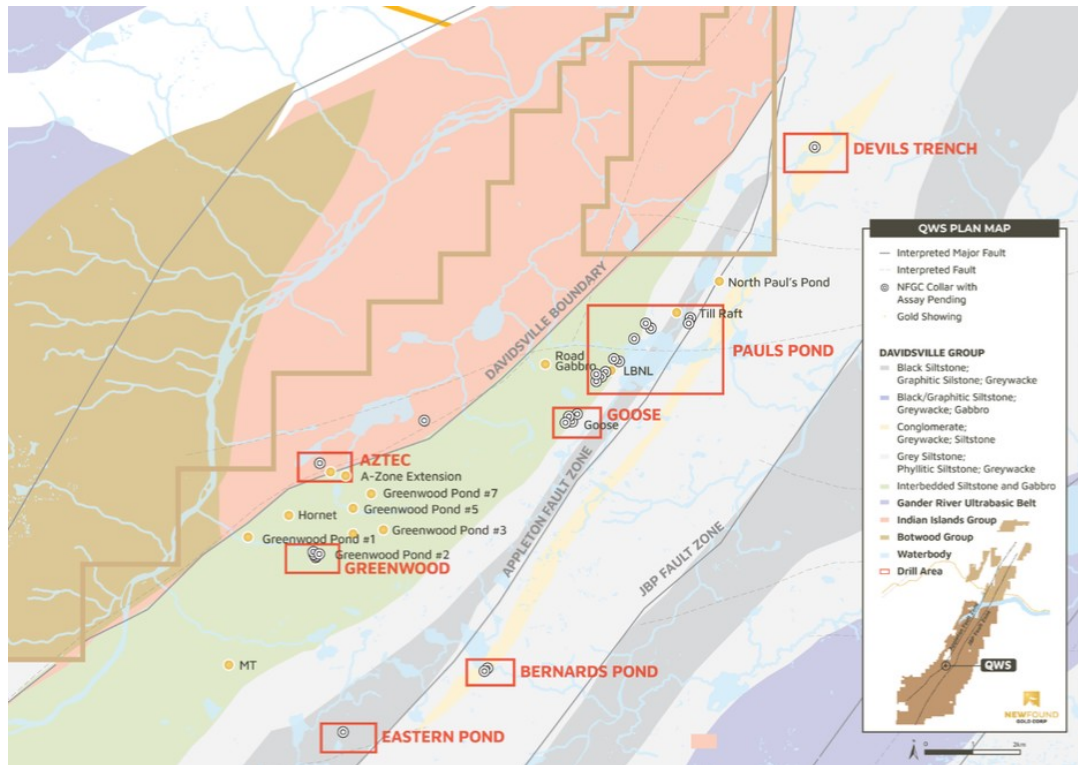 DEVILS TRENCH
QWS PLAN MAP
Interpreted Major Fault
Interpreted Fault
NFGC Collar with
Assay Pending
Gold Showing
DAVIDSVILLE GROUP
Black Siltstone;
Graphitic Silstone; Greywacke
Black/Graphitic Siltstone;
Greywacke; Gabbro
Conglomerate;
Greywacke; Siltstone
Grey Siltstone;
Phyllitic Siltstone; Greywacke
Interbedded Siltstone and Gabbro
Gander River Ultrabasic Belt
Indian Islands Group
Botwood Group
Waterbody
Drill Area
QWS
NEWFOUND
GOLD CORP
0 1 2km
DAVIDSVILLE BOUNDARY
North Paul's Pond
Till Raft
PAULS POND
Road
Gabbro
LBNL
GOOSE
Goose
AZTEC
A-Zone Extension
Greenwood Pond #7
Greenwood Pond #5
Hornet
Greenwood Pond #3
Greenwood Pond #1
Greenwood Pond #2
GREENWOOD
APPLETON FAULT ZONE
JBP FAULT ZONE
MT
BERNARDS POND
EASTERN POND